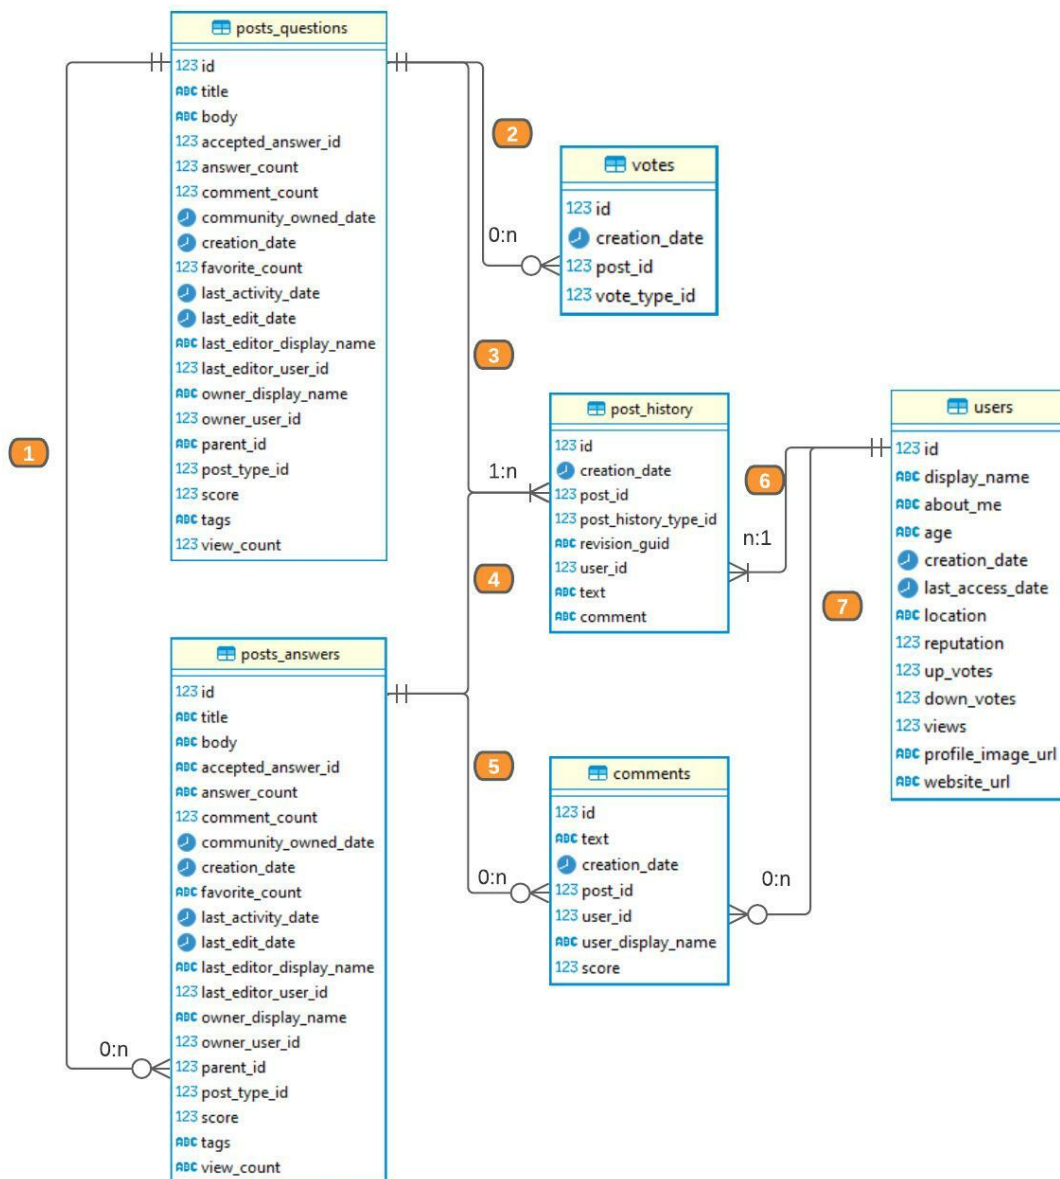 posts_questions
123 id
ABC title
ABC body
123 accepted_answer_id
123 answer_count
123 comment_count
community_owned_date
creation_date
123 favorite_count
last_activity_date
last_edit_date
ABC last_editor_display_name
123 last_editor_user_id
ABC owner_display_name
123 owner_user_id
123 parent_id
123 post_type_id
123 score
ABC tags
123 view_count
1
2
0:n
votes
123 id
creation_date
123 post_id
123 vote_type_id
3
1:n
post_history
123 id
creation_date
123 post_id
123 post_history_type_id
ABC revision_guid
123 user_id
ABC text
ABC comment
6
n:1
users
123 id
ABC display_name
ABC about_me
ABC age
creation_date
last_access_date
ABC location
123 reputation
123 up_votes
123 down_votes
123 views
ABC profile_image_url
ABC website_url
4
7
posts_answers
123 id
ABC title
ABC body
ABC accepted_answer_id
ABC answer_count
123 comment_count
community_owned_date
creation_date
ABC favorite_count
last_activity_date
last_edit_date
ABC last_editor_display_name
123 last_editor_user_id
ABC owner_display_name
123 owner_user_id
123 parent_id
123 post_type_id
123 score
ABC tags
ABC view_count
0:n
5
0:n
comments
123 id
ABC text
creation_date
123 post_id
123 user_id
ABC user_display_name
123 score
0:n